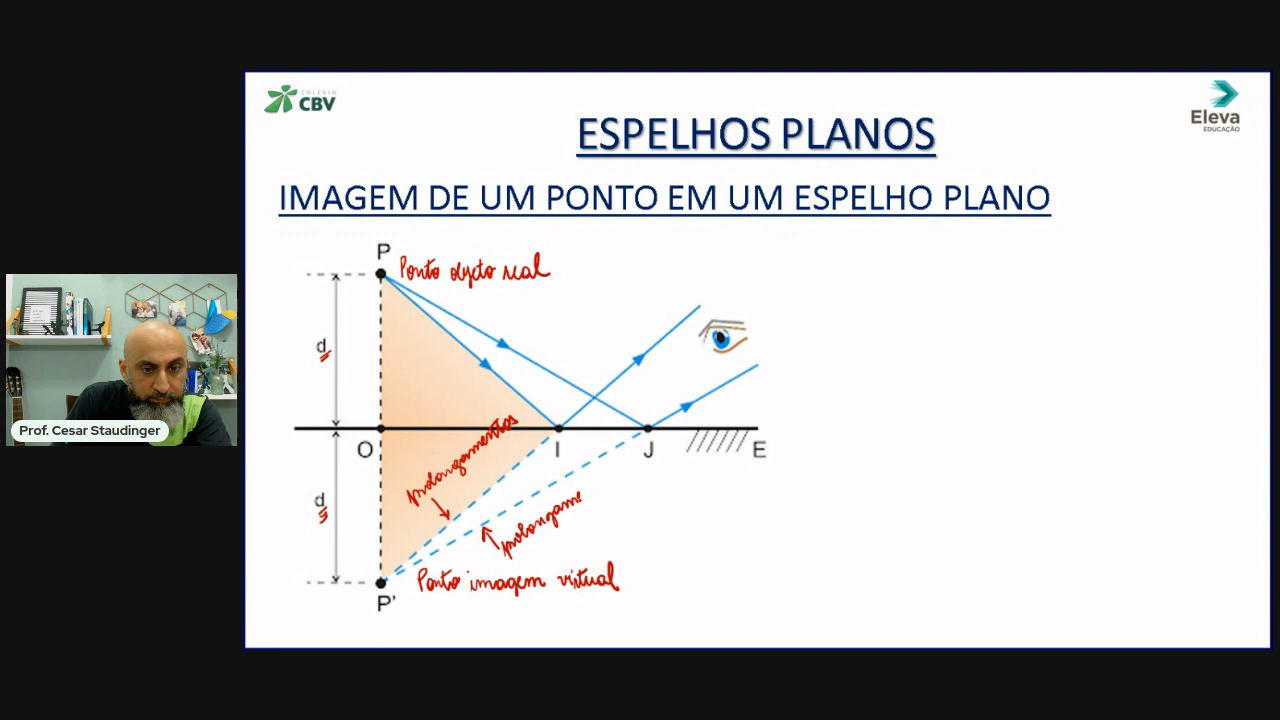 COLÉGIO
CBV
Eleva
EDUCAÇÃO
ESPELHOS PLANOS
IMAGEM DE UM PONTO EM UM ESPELHO PLANO
P
Ponto objeto real
d
prolongamentos
O
I
J
E
d
prolongame
Ponto imagem virtual
P'
Prof. Cesar Staudinger